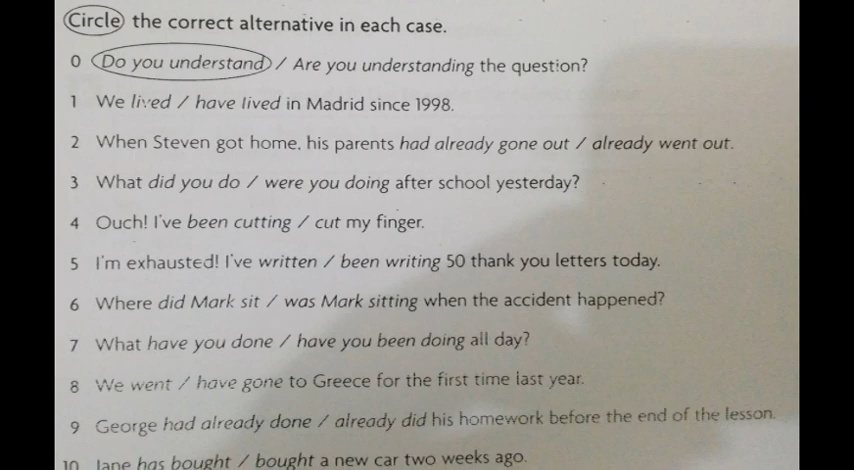 Circle the correct alternative in each case.
0 Do you understand / Are you understanding the question?
1 We lived / have lived in Madrid since 1998.
2 When Steven got home, his parents had already gone out / already went out.
3 What did you do / were you doing after school yesterday?
4 Ouch! I've been cutting / cut my finger.
5 I'm exhausted! I've written / been writing 50 thank you letters today.
6 Where did Mark sit / was Mark sitting when the accident happened?
7 What have you done / have you been doing all day?
8 We went / have gone to Greece for the first time last year.
9 George had already done / already did his homework before the end of the lesson.
10 Jane has bought / bought a new car two weeks ago.